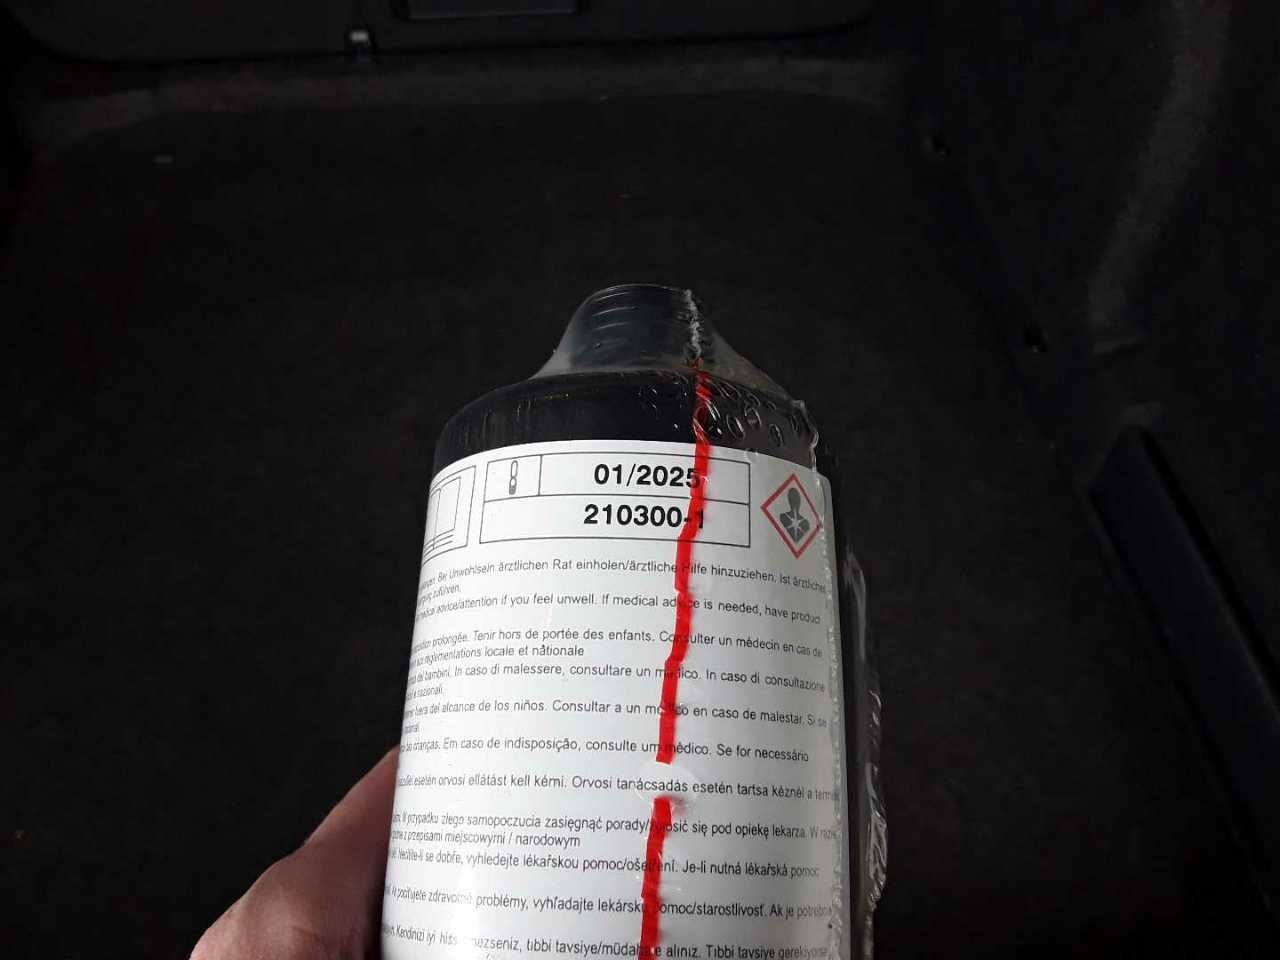 01/2025
210300-1
Bei Unwohlsein ärztlichen Rat einholen/ärztliche Hilfe hinzuziehen. Ist ärztlicher
zuführen.
medical advice/attention if you feel unwell. If medical advice is needed, have product
prolongée. Tenir hors de portée des enfants. Consulter un médecin en cas de
aux réglementations locale et nationale
dei bambini. In caso di malessere, consultare un medico. In caso di consultazione
e nazionali.
fuera del alcance de los niños. Consultar a un médico en caso de malestar. Si se
crianças. Em caso de indisposição, consulte um médico. Se for necessário
esetén orvosi ellátást kell kérni. Orvosi tanácsadás esetén tartsa kéznél a
W przypadku złego samopoczucia zasięgnąć porady/zgłosić się pod opiekę lekarza. W
z przepisami miejscowymi / narodowym
Necítíte-li se dobře, vyhledejte lékařskou pomoc/ošetření. Je-li nutná lékařská pomoc
Ak pociťujete zdravotné problémy, vyhľadajte lekársku pomoc/starostlivosť. Ak je
Kendinizi iyi hissetmezseniz, tıbbi tavsiye/müdahale alınız. Tıbbi tavsiye gerekiyorsa